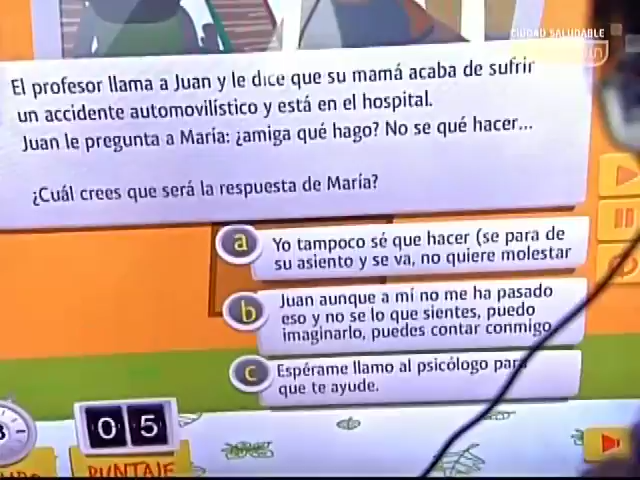 CIUDAD SALUDABLE
El profesor llama a Juan y le dice que su mamá acaba de sufrir
un accidente automovilístico y está en el hospital.
Juan le pregunta a María: ¿amiga qué hago? No se qué hacer...
¿Cuál crees que será la respuesta de María?
a
Yo tampoco sé que hacer (se para de
su asiento y se va, no quiere molestar
b
Juan aunque a mí no me ha pasado
eso y no se lo que sientes, puedo
imaginarlo, puedes contar conmigo
c
Espérame llamo al psicólogo para
que te ayude.
05
PUNTAJE